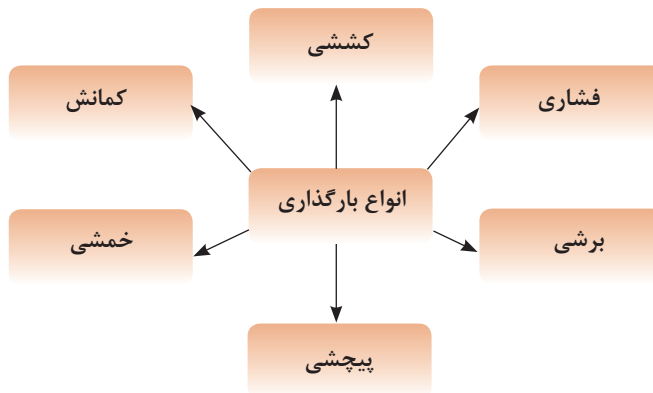 کششی
فشاری
کمانش
انواع بارگذاری
برشی
خمشی
پیچشی